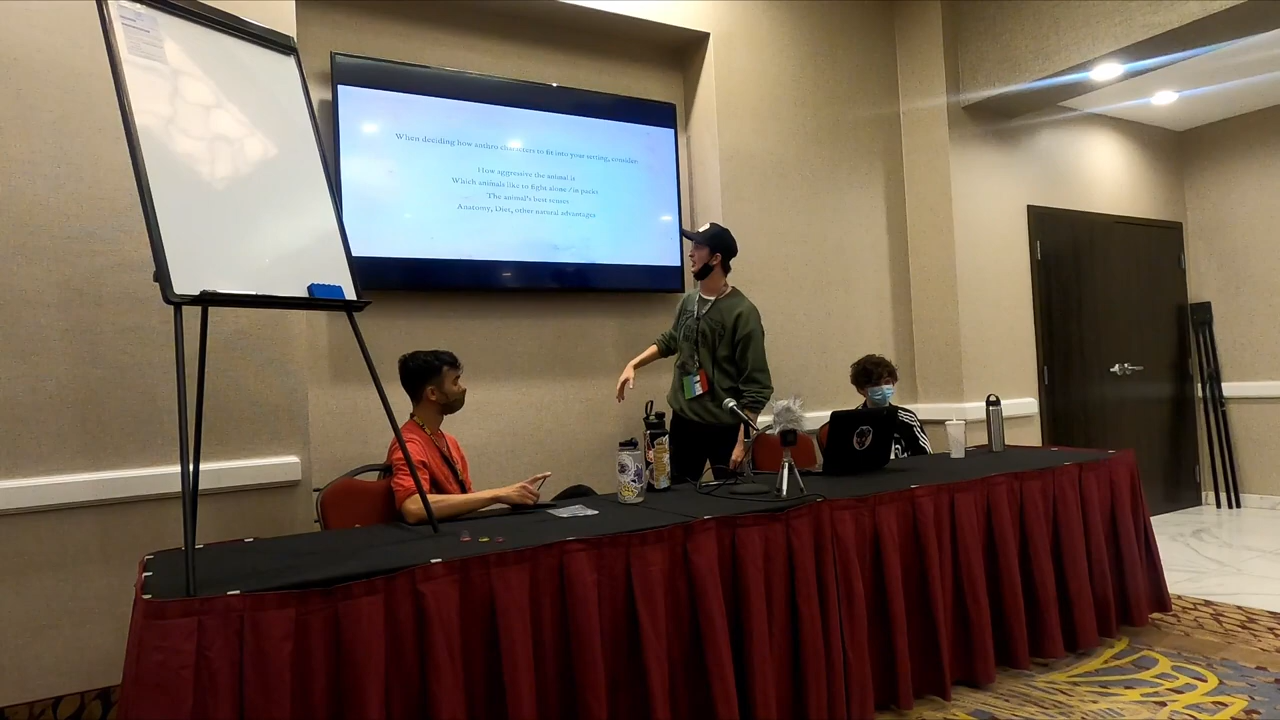 When deciding how anthro characters to fit into your setting, consider:
How aggressive the animal is
Which animals like to fight alone /in packs
The animal's best senses
Anatomy, Diet, other natural advantages